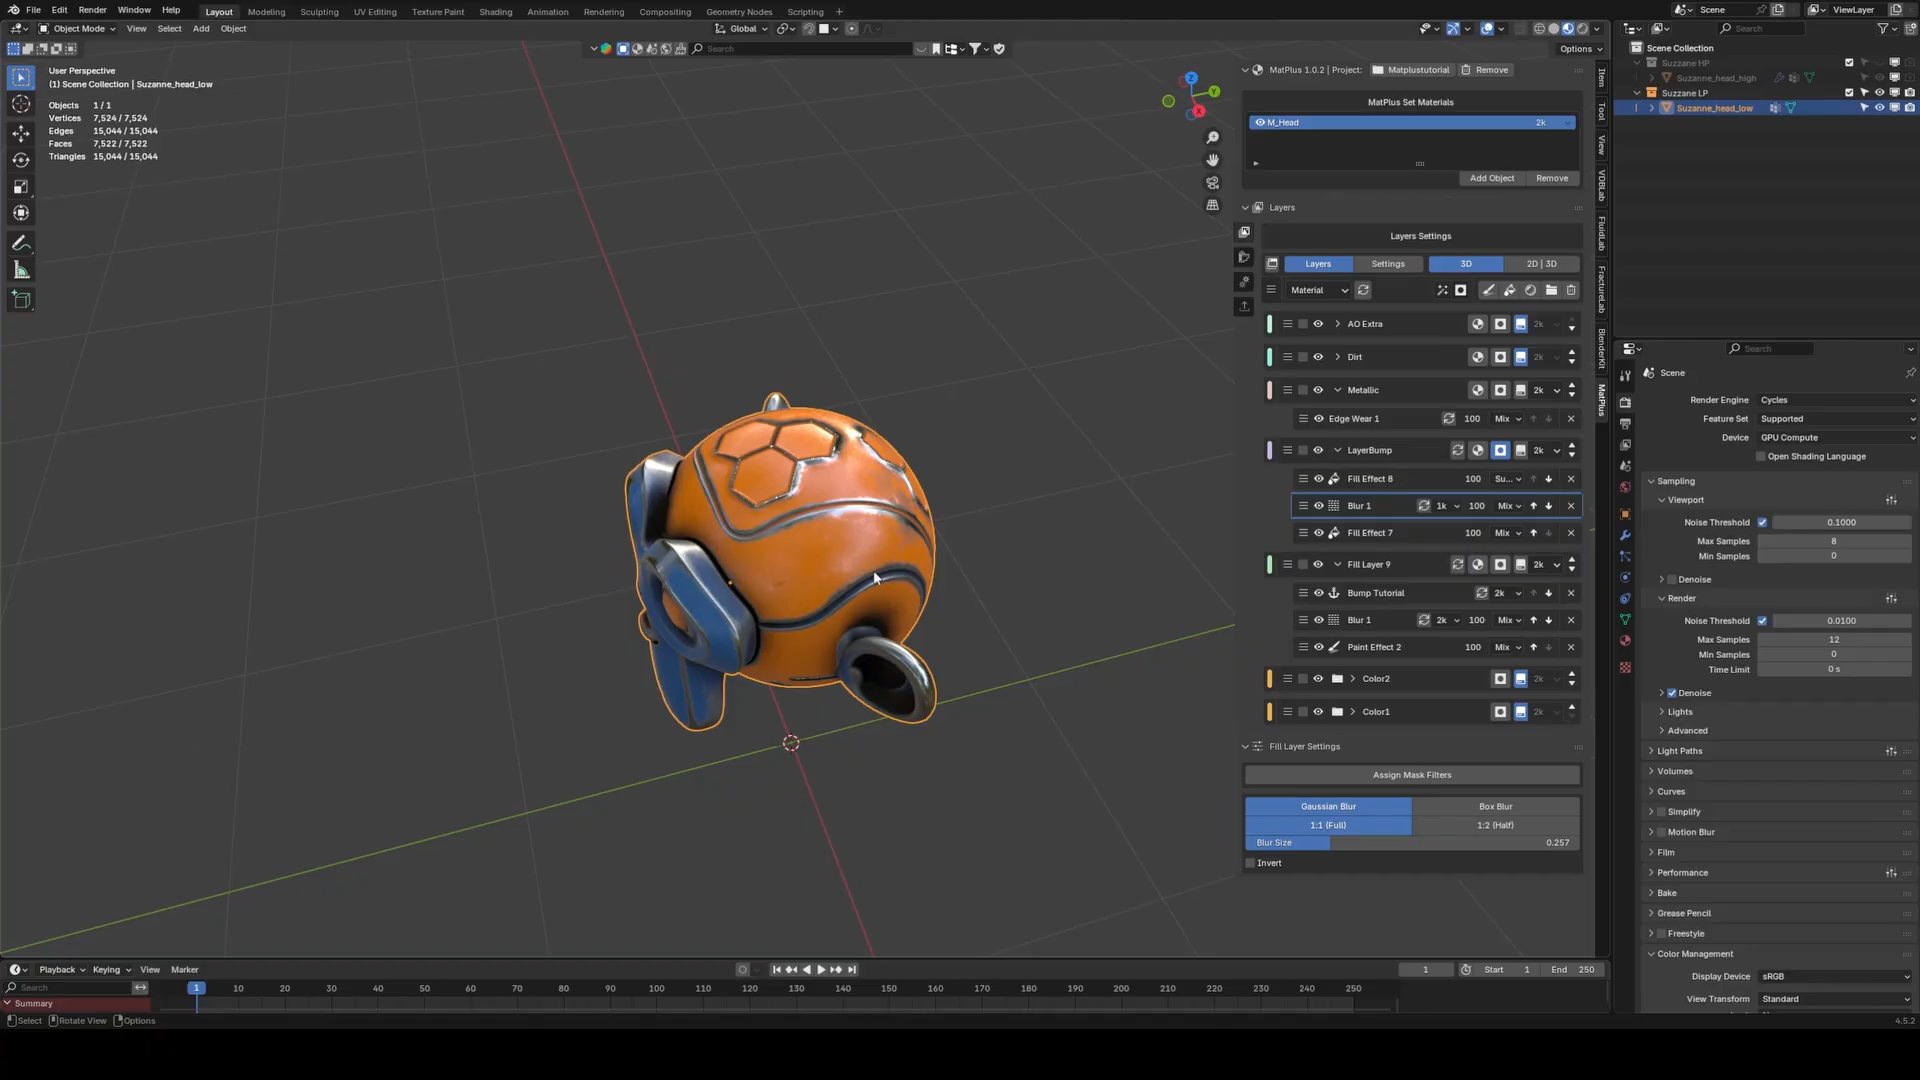 File Edit Render Window Help Layout Modeling Sculpting UV Editing Texture Paint Shading Animation Rendering Compositing Geometry Nodes Scripting + Scene ViewLayer
Object Mode View Select Add Object Global
Search Options Search
User Perspective
(1) Scene Collection | Suzanne_head_low
Objects 1 / 1
Vertices 7,524 / 7,524
Edges 15,044 / 15,044
Faces 7,522 / 7,522
Triangles 15,044 / 15,044
Z
Y
X
MatPlus 1.0.2 | Project: Matplustutorial Remove
MatPlus Set Materials
M_Head 2k
Add Object Remove
Layers
Layers Settings
Layers Settings 3D 2D | 3D
Material
AO Extra 2k
Dirt 2k
Metallic 2k
Edge Wear 1 100 Mix
LayerBump 2k
Fill Effect 8 100 Su...
Blur 1 1k 100 Mix
Fill Effect 7 100 Mix
Fill Layer 9 2k
Bump Tutorial 2k
Blur 1 2k 100 Mix
Paint Effect 2 100 Mix
Color2 2k
Color1 2k
Fill Layer Settings
Assign Mask Filters
Gaussian Blur Box Blur
1:1 (Full) 1:2 (Half)
Blur Size 0.257
Invert
Item
Tool
View
VDBLab
FluidLab
FractureLab
BlenderKit
MatPlus
Scene Collection
Suzzane HP
Suzanne_head_high
Suzzane LP
Suzanne_head_low
Search
Scene
Render Engine Cycles
Feature Set Supported
Device GPU Compute
Open Shading Language
Sampling
Viewport
Noise Threshold 0.1000
Max Samples 8
Min Samples 0
Denoise
Render
Noise Threshold 0.0100
Max Samples 12
Min Samples 0
Time Limit 0 s
Denoise
Lights
Advanced
Light Paths
Volumes
Curves
Simplify
Motion Blur
Film
Performance
Bake
Grease Pencil
Freestyle
Color Management
Display Device sRGB
View Transform Standard
Playback Keying View Marker 1 Start 1 End 250
Search 1 10 20 30 40 50 60 70 80 90 100 110 120 130 140 150 160 170 180 190 200 210 220 230 240 250
Summary
Select Rotate View Options 4.5.2